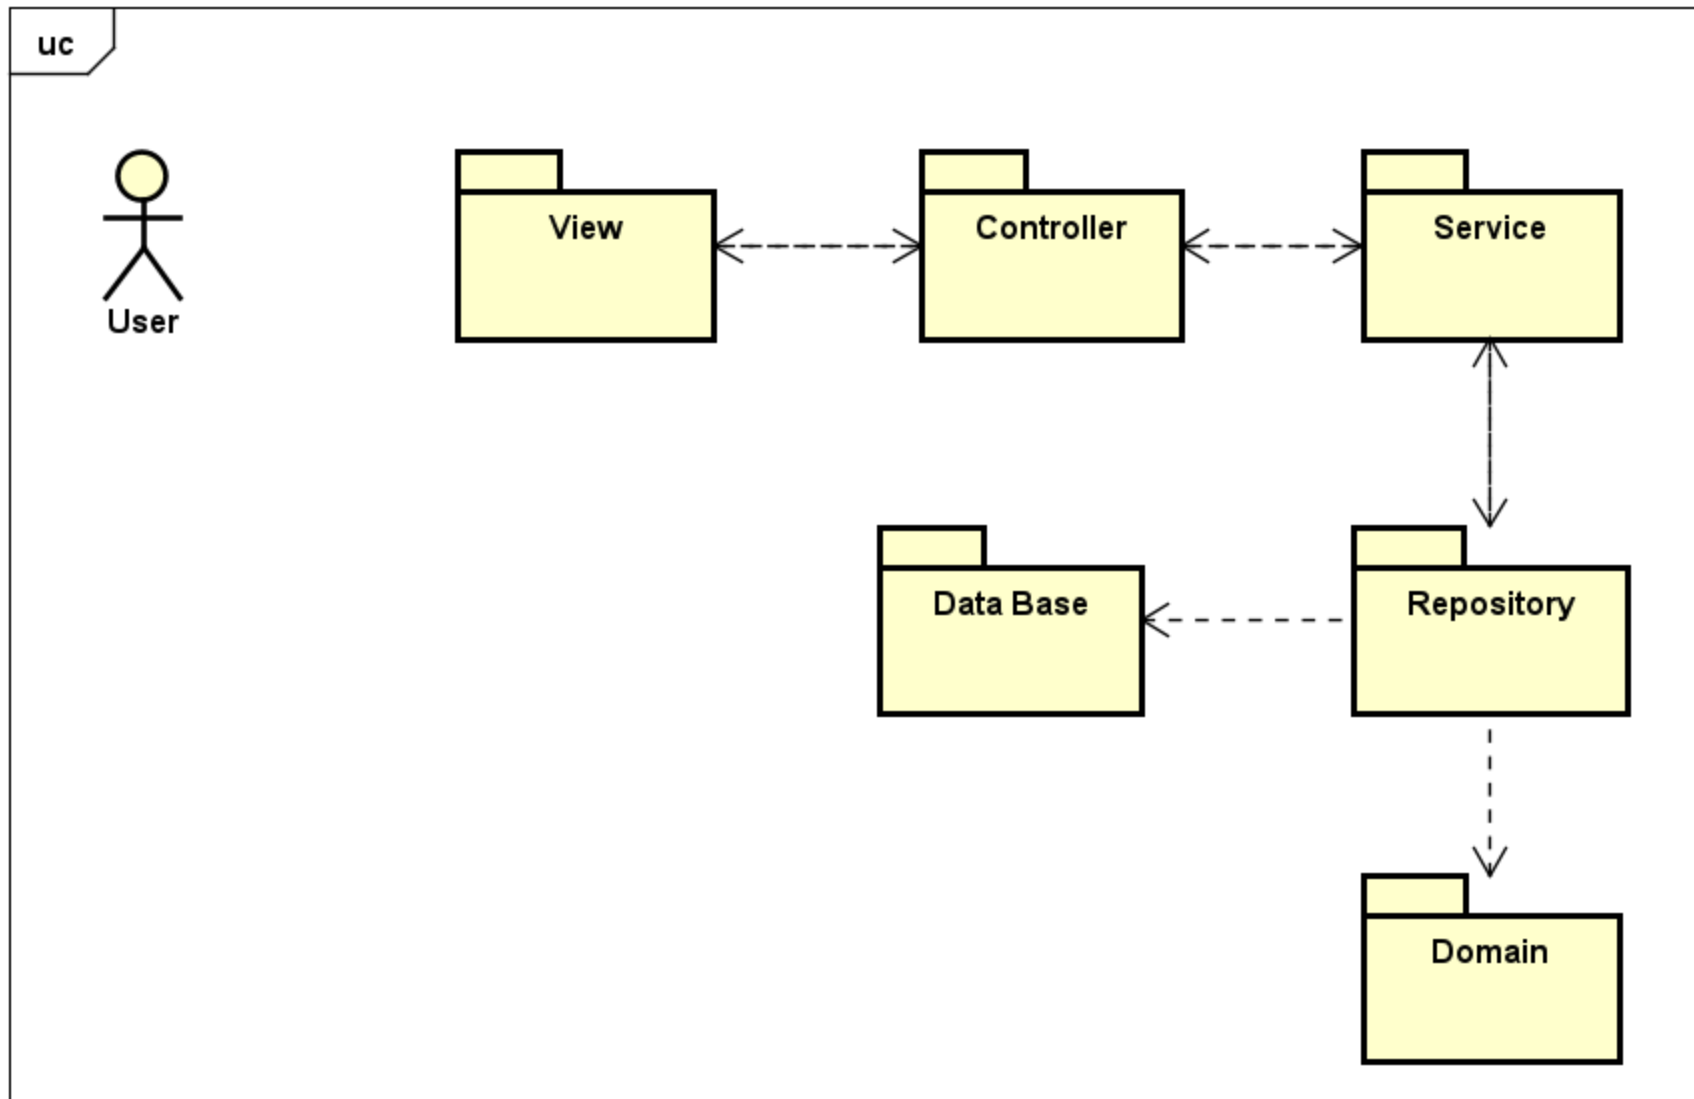 uc
View
Controller
Service
User
Data Base
Repository
Domain